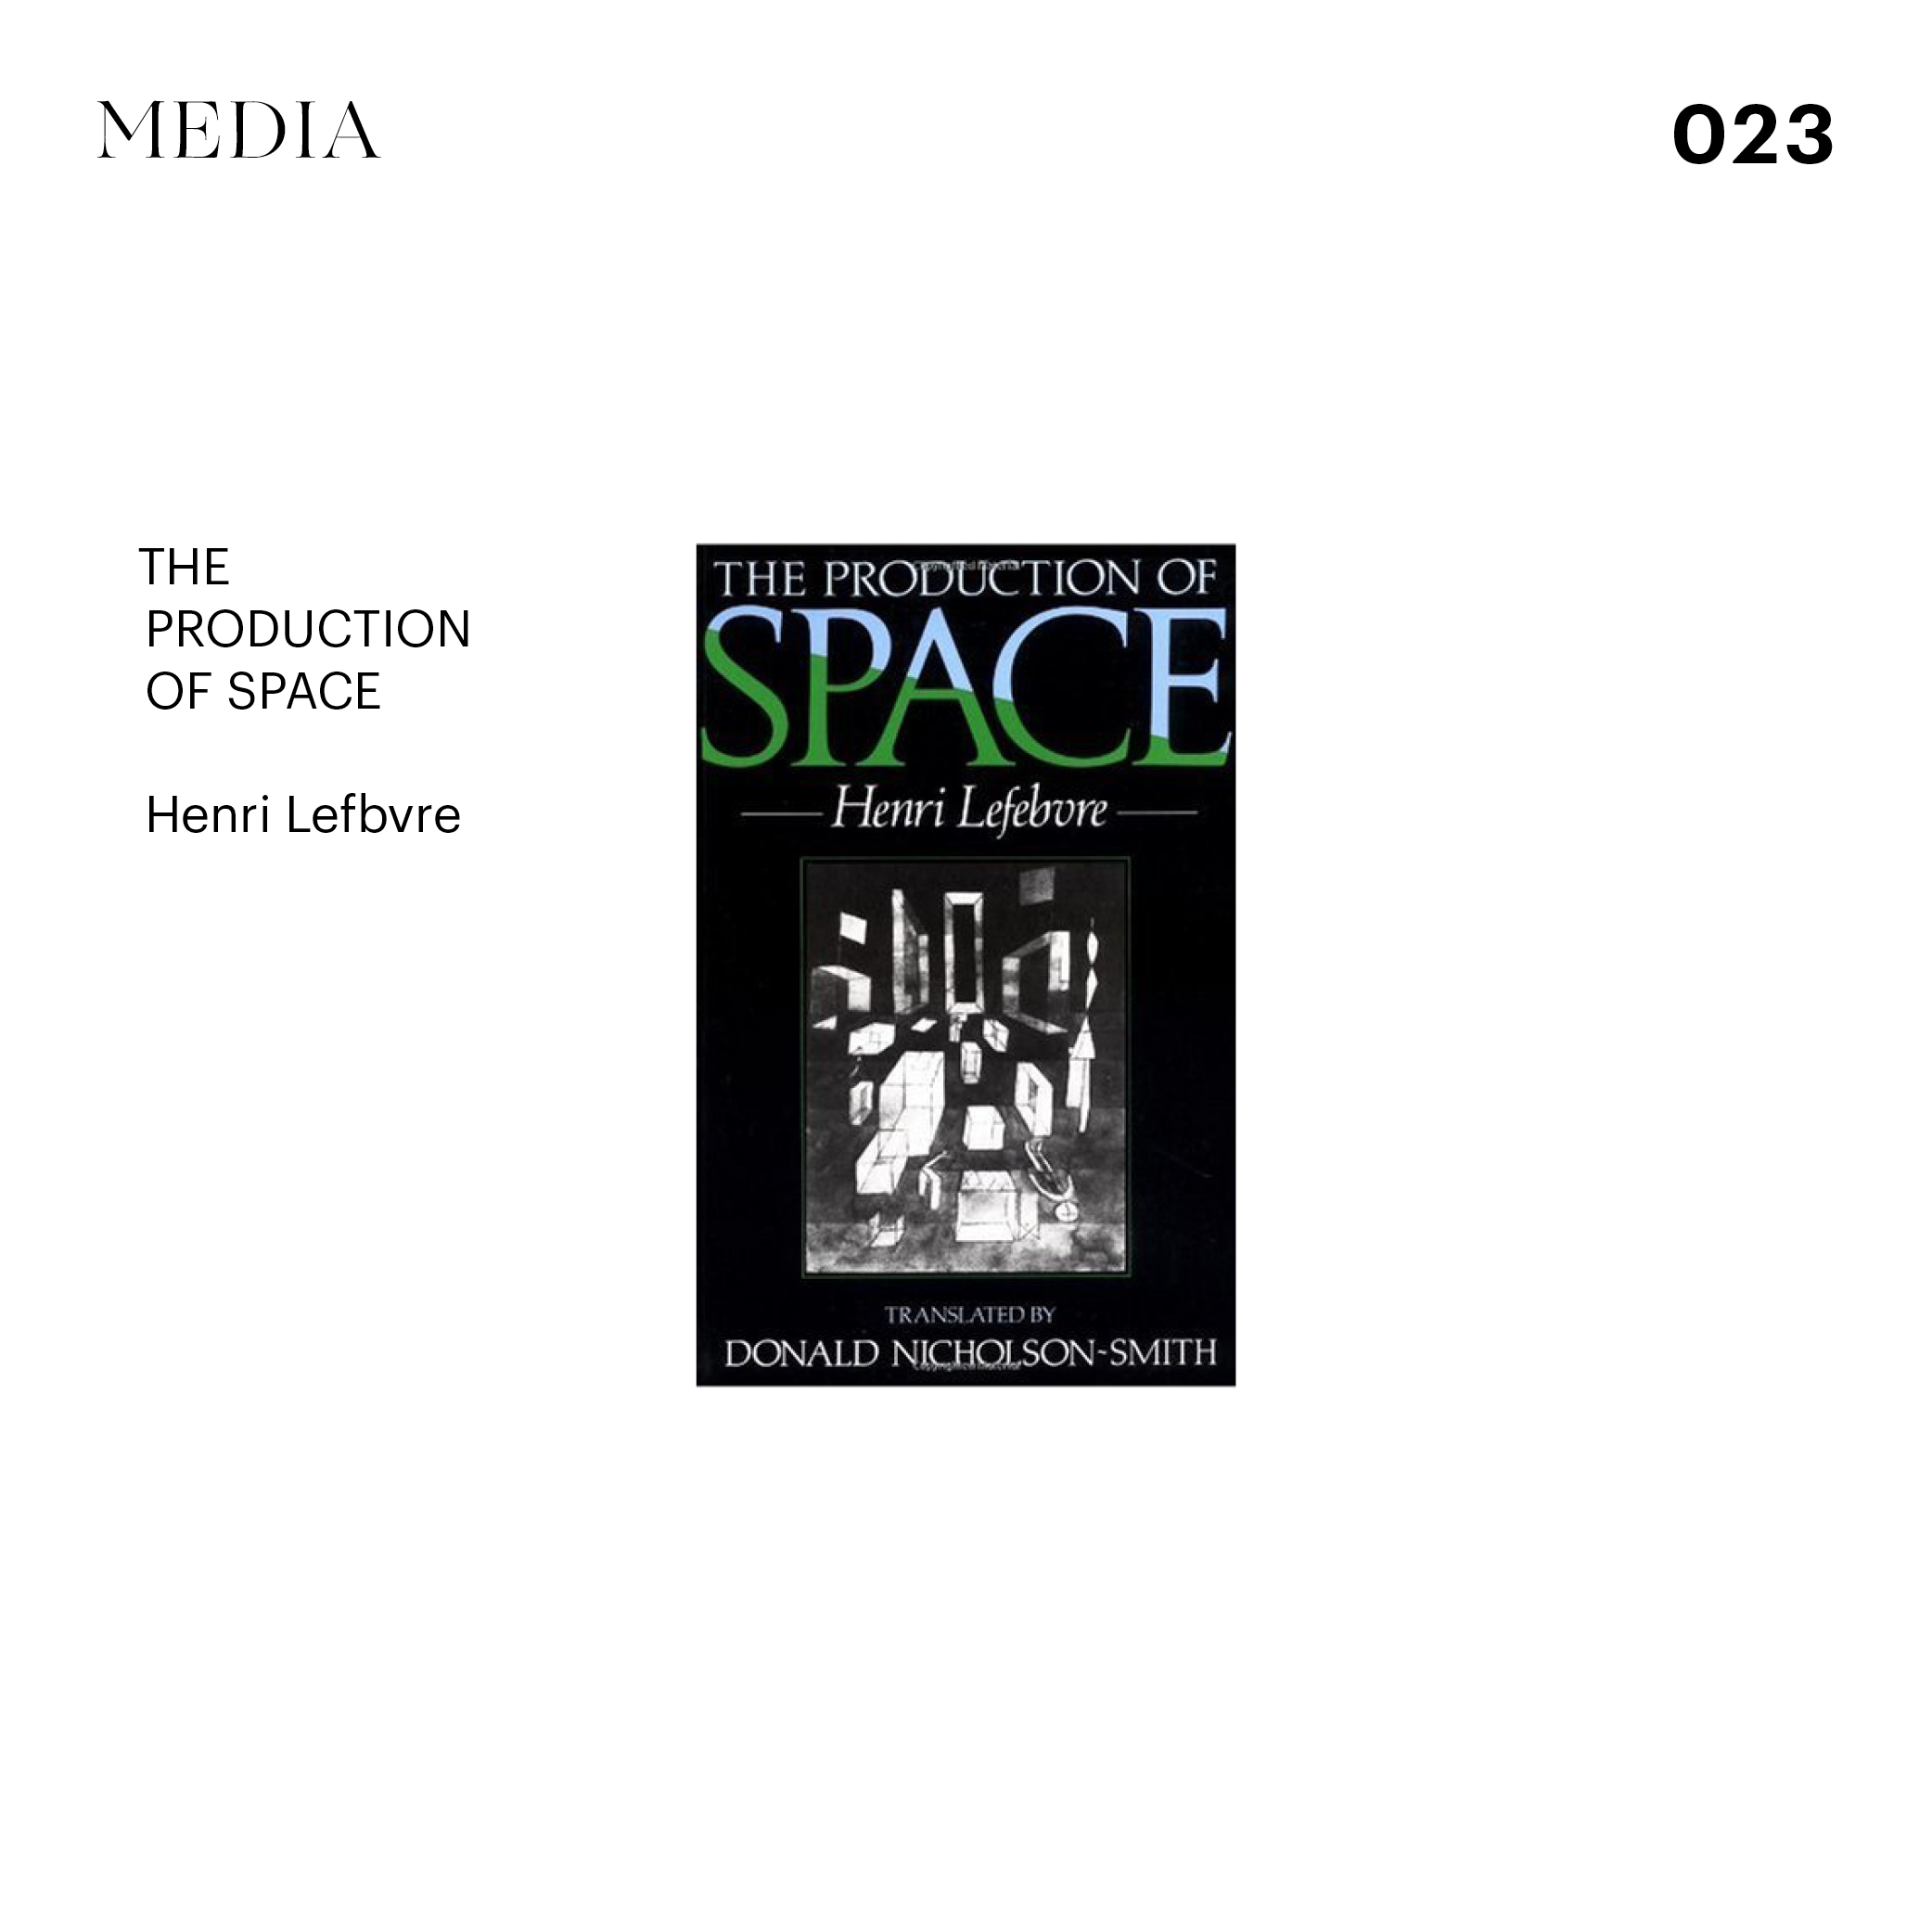 MEDIA
023
THE
PRODUCTION
OF SPACE
Henri Lefbvre
THE PRODUCTION OF
SPACE
Henri Lefebvre
TRANSLATED BY
DONALD NICHOLSON-SMITH